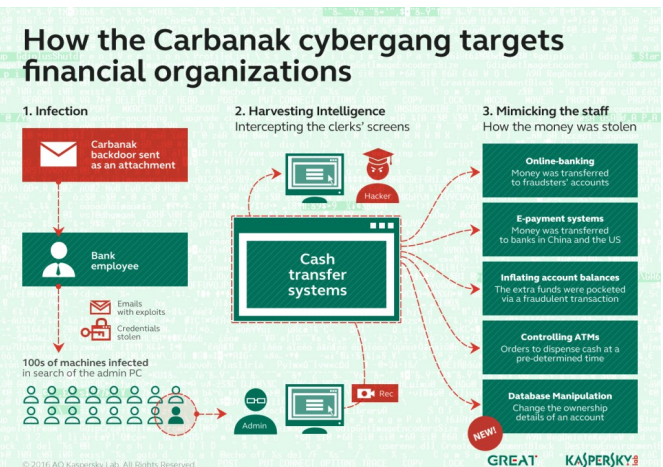 How the Carbanak cybergang targets
financial organizations
1. Infection
Carbanak
backdoor sent
as an attachment
Bank
employee
Emails
with exploits
Credentials
stolen
100s of machines infected
in search of the admin PC
2. Harvesting Intelligence
Intercepting the clerks' screens
Hacker
Cash
transfer
systems
Rec
Admin
3. Mimicking the staff
How the money was stolen
Online-banking
Money was transferred
to fraudsters' accounts
E-payment systems
Money was transferred
to banks in China and the US
Inflating account balances
The extra funds were pocketed
via a fraudulent transaction
Controlling ATMs
Orders to dispense cash at a
pre-determined time
Database Manipulation
Change the ownership
details of an account
NEW!
© 2016 AO Kaspersky Lab. All Rights Reserved
GREAT
KASPERSKY lab